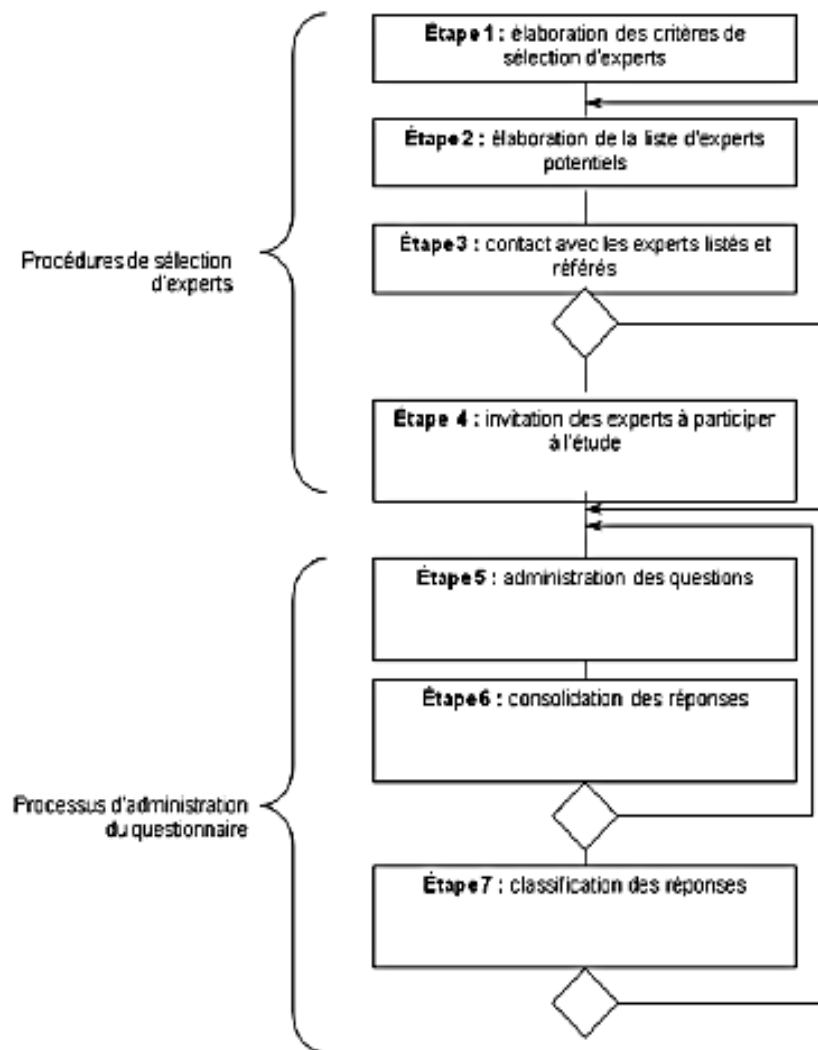 Étape 1 : élaboration des critères de
sélection d'experts
Étape 2 : élaboration de la liste d'experts
potentiels
Étape 3 : contact avec les experts listés et
référés
Procédures de sélection
d'experts
Étape 4 : invitation des experts à participer
à l'étude
Étape 5 : administration des questions
Étape 6 : consolidation des réponses
Processus d'administration
du questionnaire
Étape 7 : classification des réponses